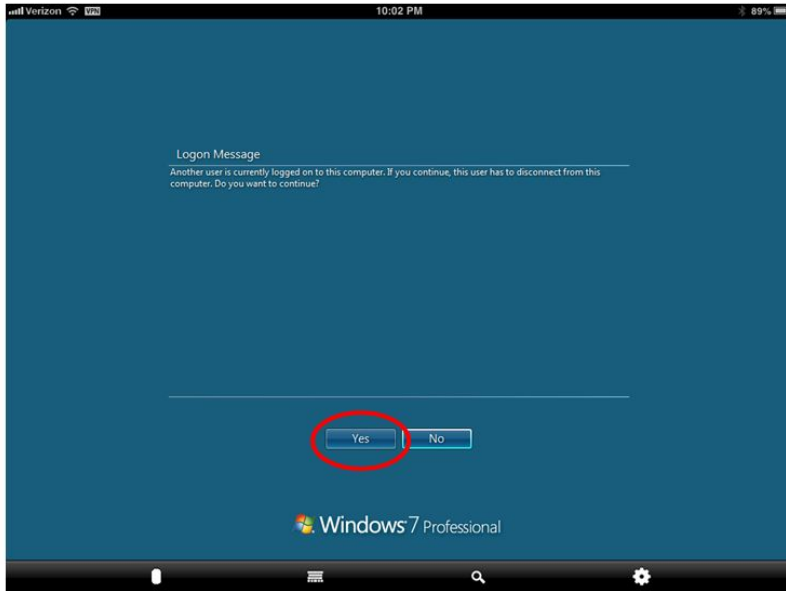 Verizon VPN 10:02 PM 89%
Logon Message
Another user is currently logged on to this computer. If you continue, this user has to disconnect from this
computer. Do you want to continue?
Yes No
Windows 7 Professional